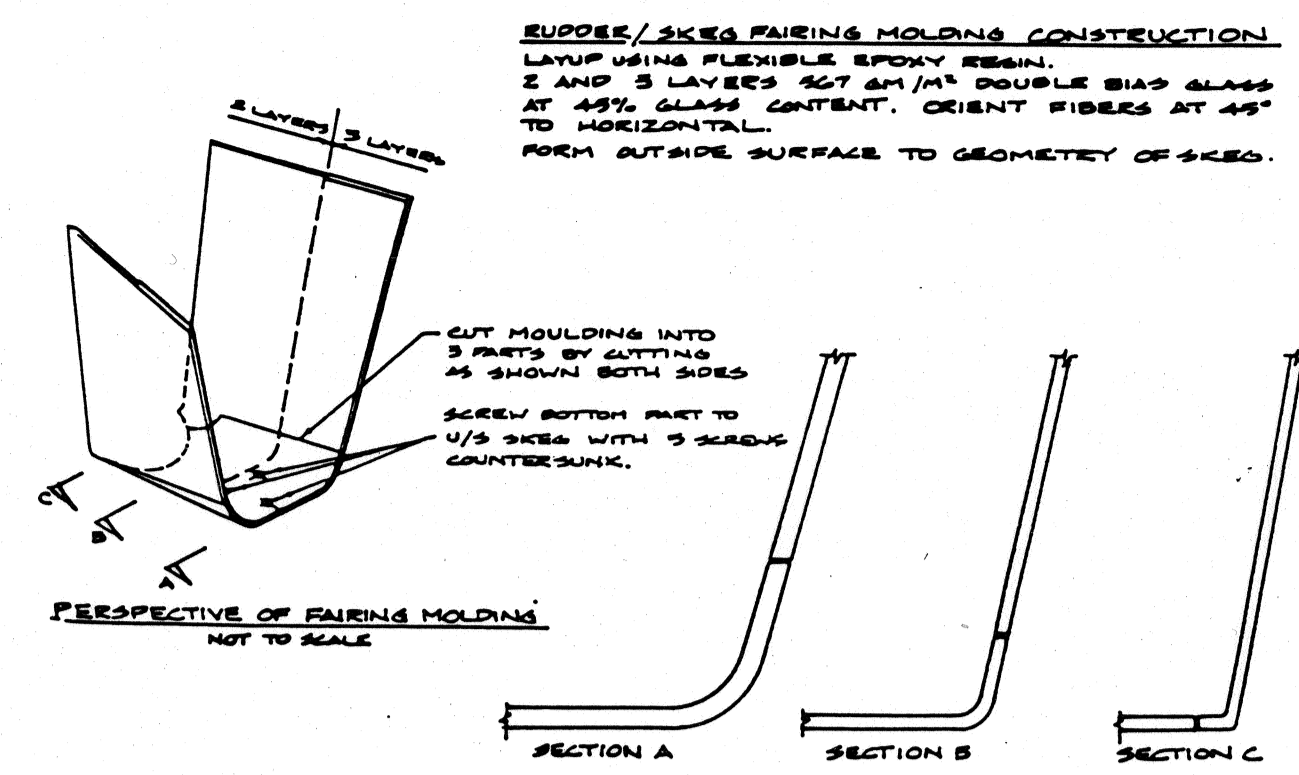 RUDDER/SKEG FAIRING MOLDING CONSTRUCTION
LAYUP USING FLEXIBLE EPOXY RESIN.
2 AND 3 LAYERS 567 GM/M² DOUBLE BIAS GLASS
AT 45% GLASS CONTENT. ORIENT FIBERS AT 45°
TO HORIZONTAL.
FORM OUTSIDE SURFACE TO GEOMETRY OF SKEG.
2 LAYERS 3 LAYERS
CUT MOULDING INTO
3 PARTS BY CUTTING
AS SHOWN BOTH SIDES
SCREW BOTTOM PART TO
U/S SKEG WITH 3 SCREWS
COUNTERSUNK.
C
B
A
PERSPECTIVE OF FAIRING MOLDING
NOT TO SCALE
SECTION A
SECTION B
SECTION C